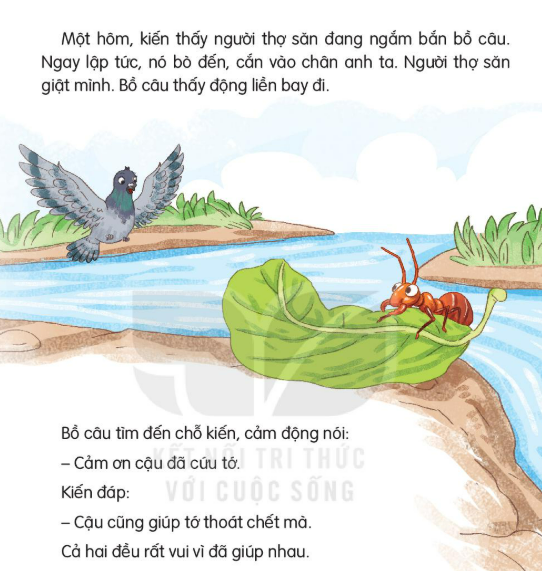 Một hôm, kiến thấy người thợ săn đang ngắm bắn bồ câu.
Ngay lập tức, nó bò đến, cắn vào chân anh ta. Người thợ săn
giật mình. Bồ câu thấy động liền bay đi.
Bồ câu tìm đến chỗ kiến, cảm động nói:
– Cảm ơn cậu đã cứu tớ.
KẾT NỐI TRI THỨC
Kiến đáp:
VỚI CUỘC SỐNG
– Cậu cũng giúp tớ thoát chết mà.
Cả hai đều rất vui vì đã giúp nhau.